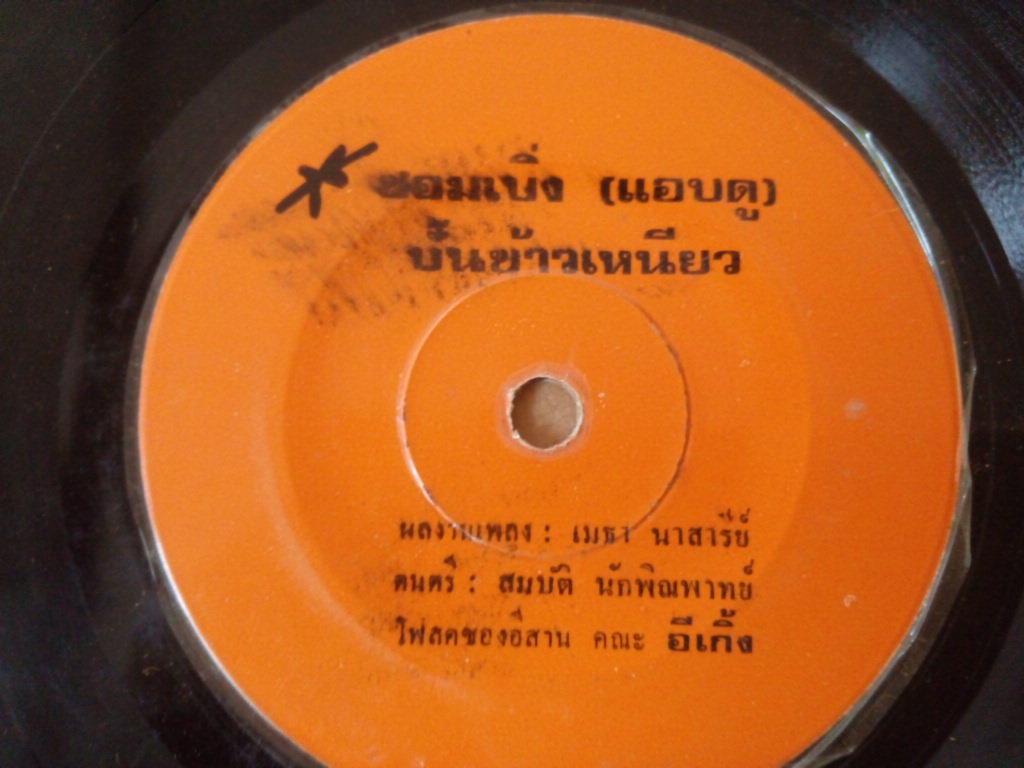 ซอมเบิ่ง (แอบดู)
ปั้นข้าวเหนียว
ผลงานเพลง : เมธา นาสารีย์
ดนตรี : สมบัติ นักพิณพาทย์
โฟลคซองอีสาน คณะ อีเกิ้ง